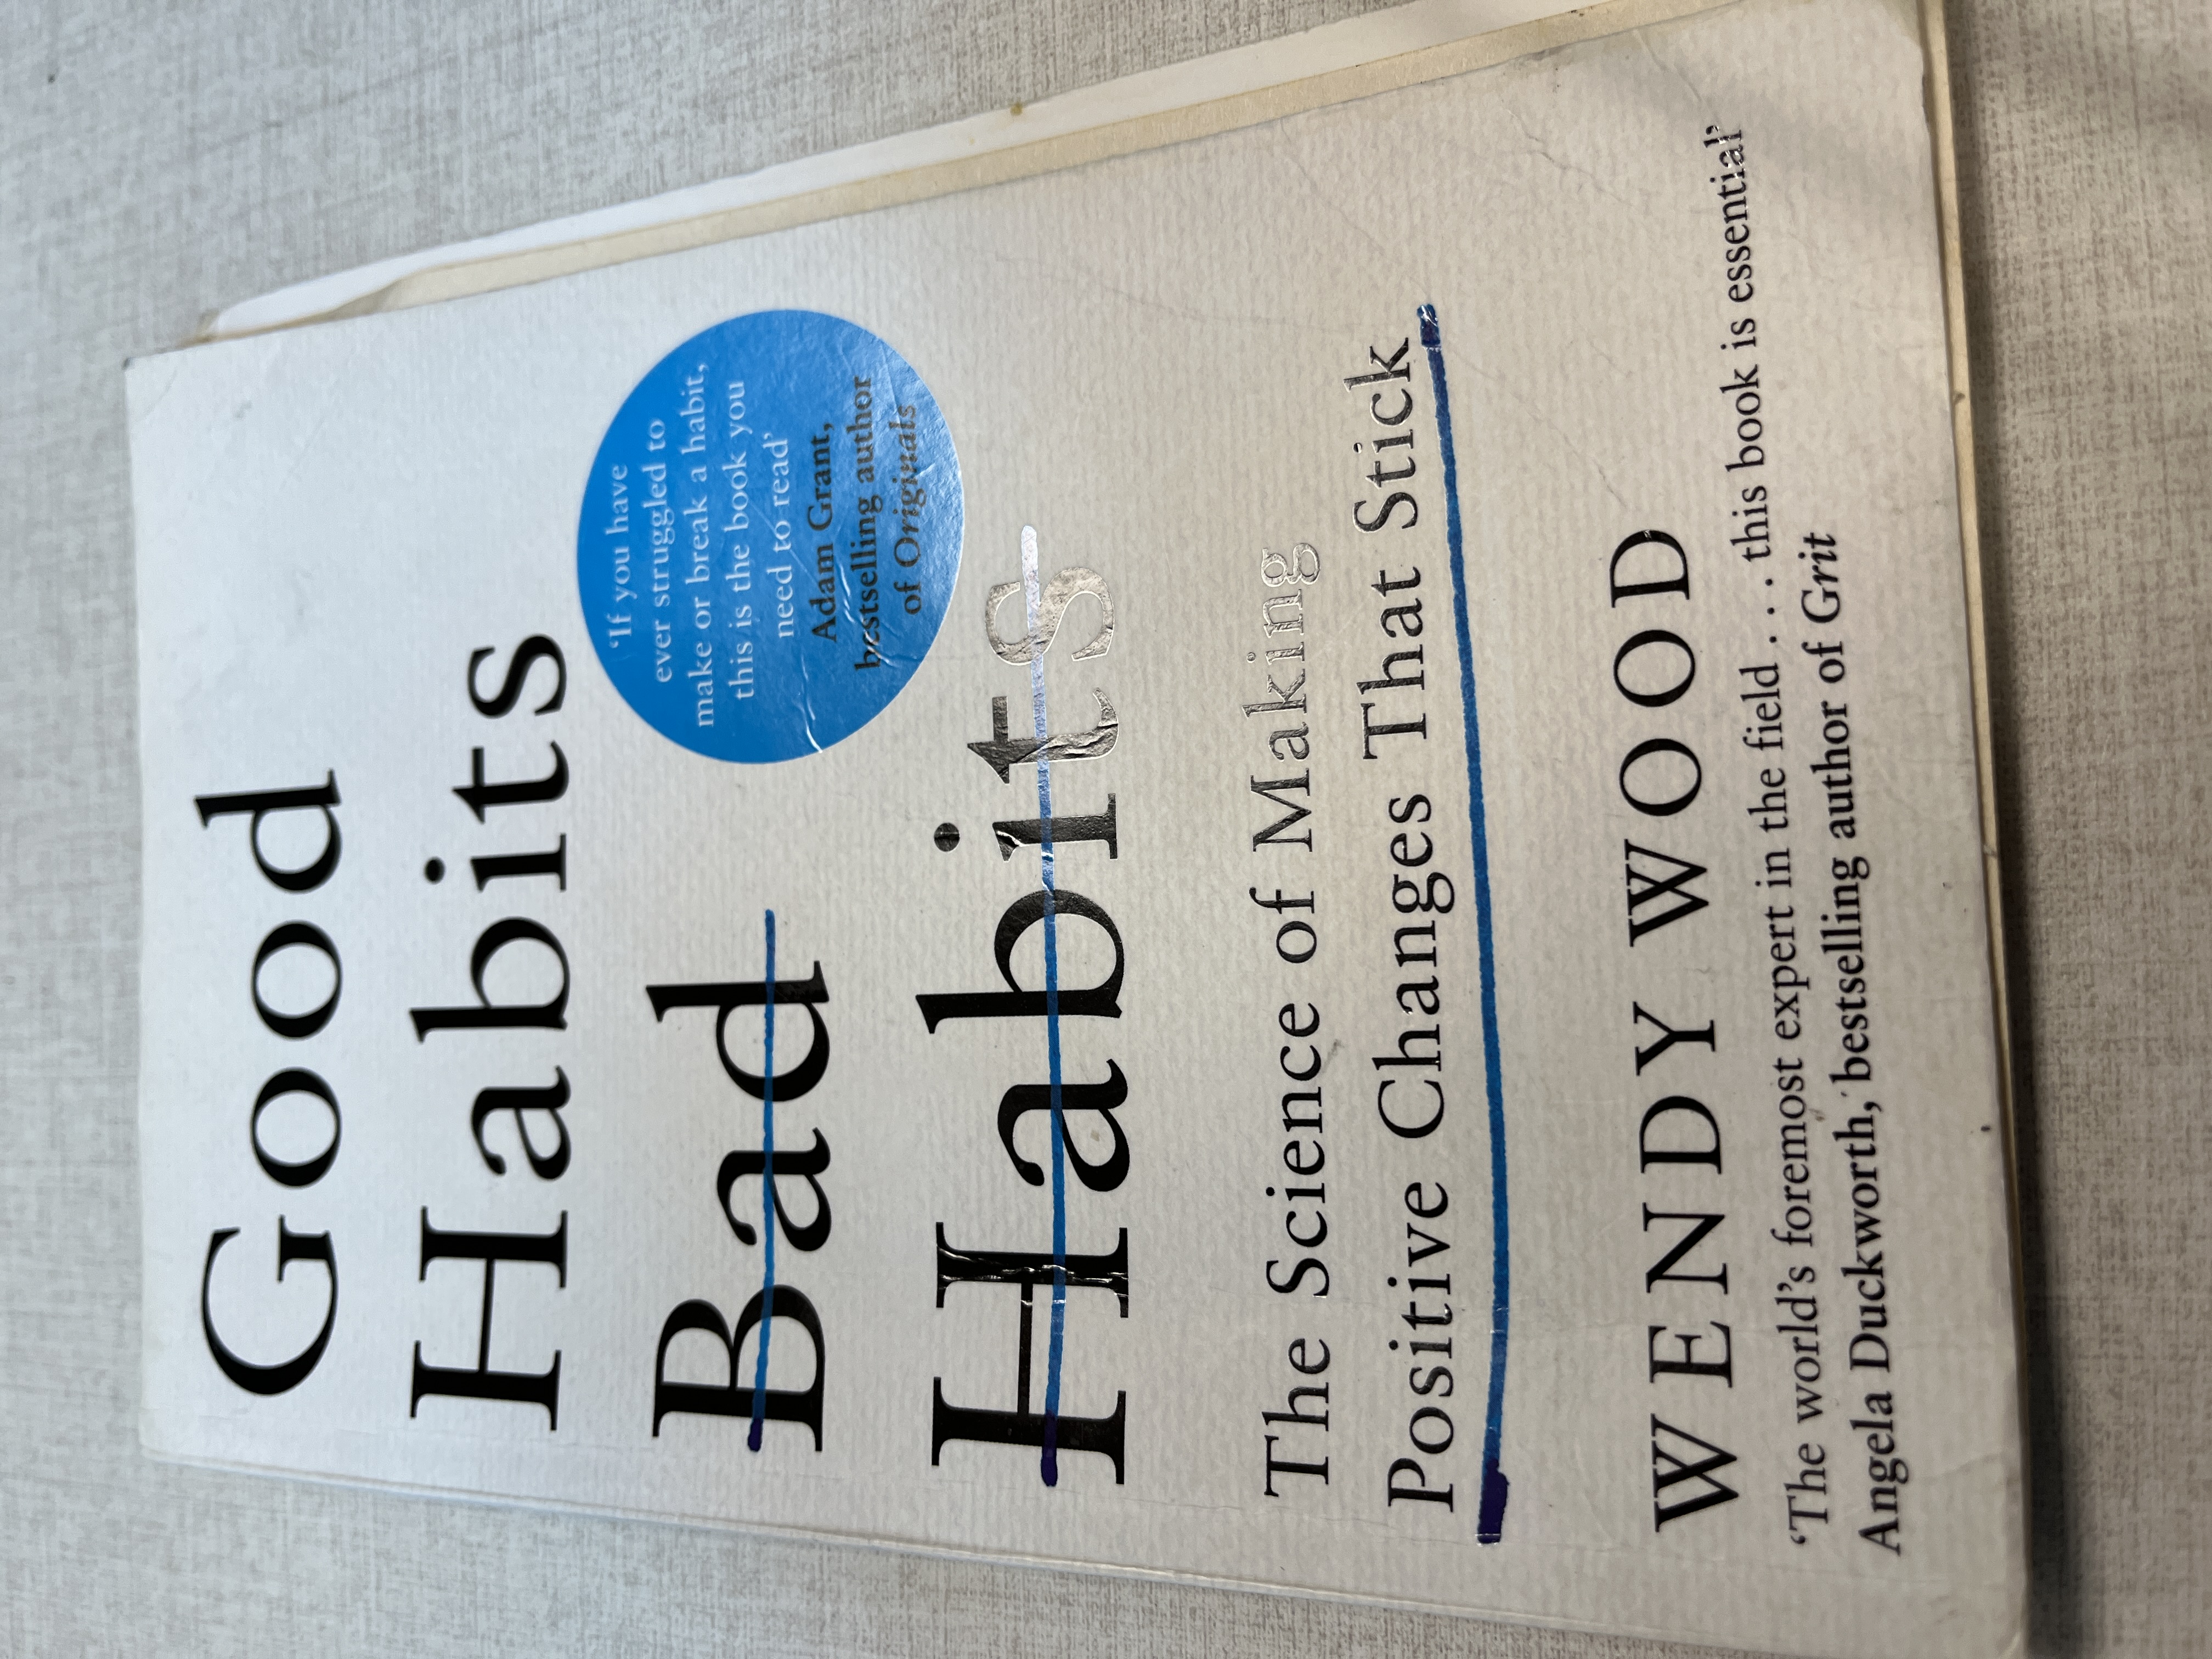 Good
Habits
Bad
Habits
‘If you have
ever struggled to
make or break a habit,
this is the book you
need to read’
Adam Grant,
bestselling author
of Originals
The Science of Making
Positive Changes That Stick
WENDY WOOD
‘The world’s foremost expert in the field . . . this book is essential’
Angela Duckworth, bestselling author of Grit